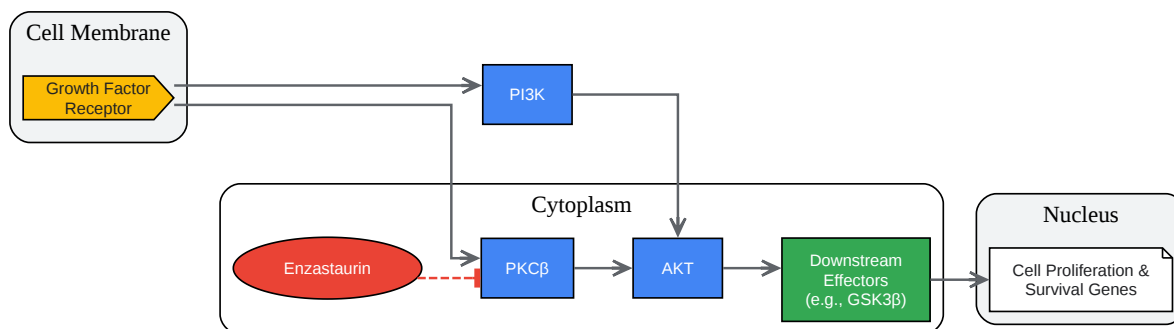 Cell Membrane
Growth Factor
Receptor
PI3K
Cytoplasm
Enzastaurin
PKCβ
AKT
Downstream
Effectors
(e.g., GSK3β)
Nucleus
Cell Proliferation &
Survival Genes